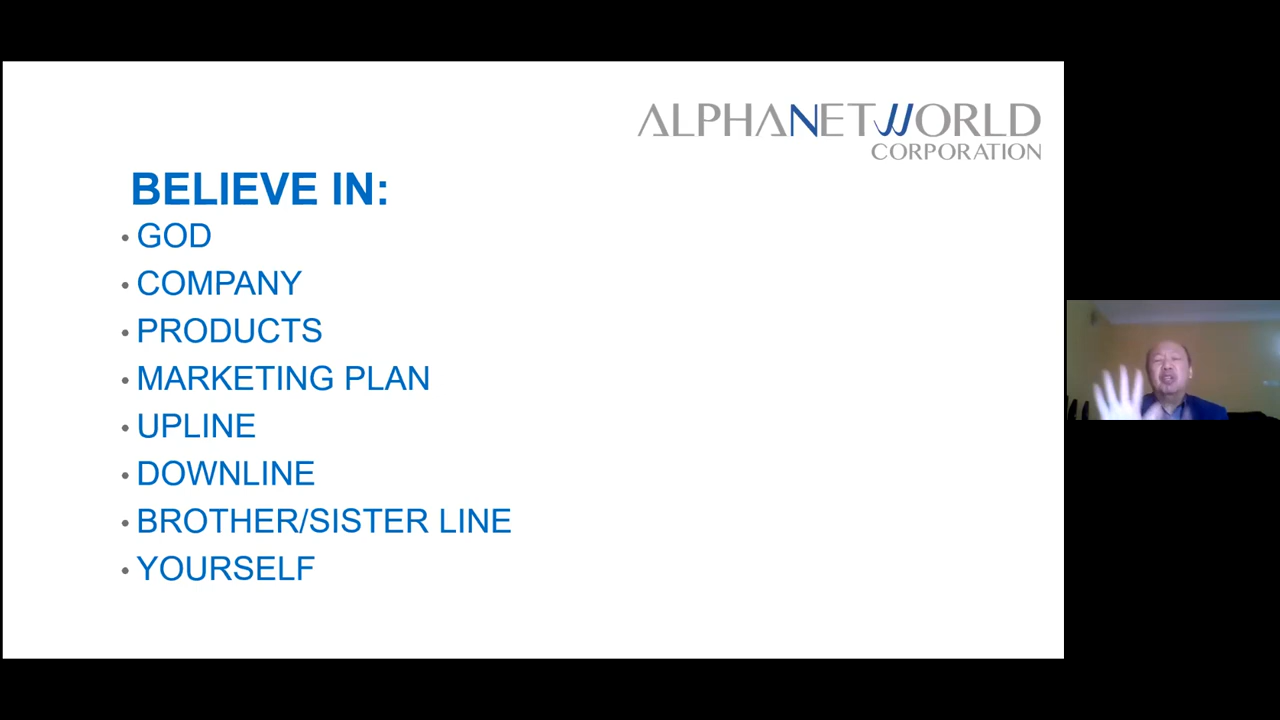 ALPHANETWORLD
CORPORATION
BELIEVE IN:
• GOD
• COMPANY
• PRODUCTS
• MARKETING PLAN
• UPLINE
• DOWNLINE
• BROTHER/SISTER LINE
• YOURSELF